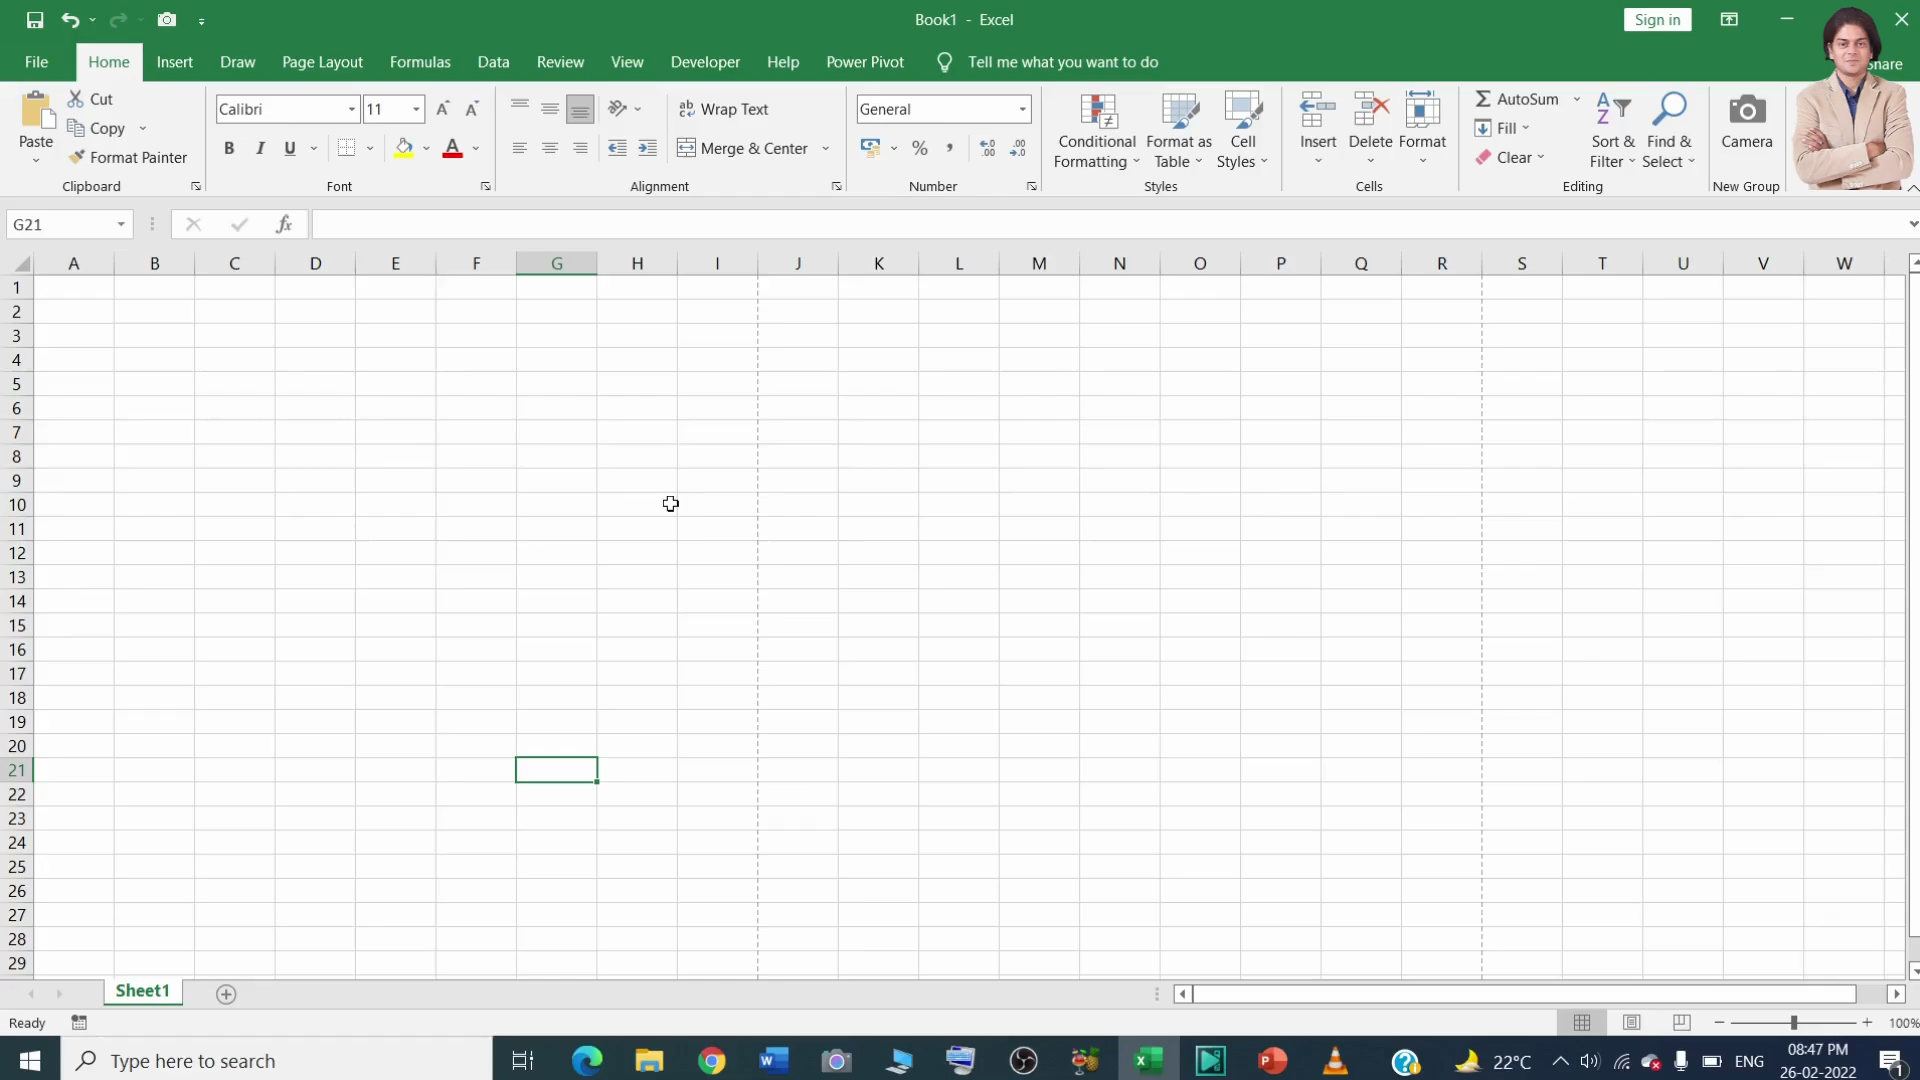 Book1 - Excel
Sign in
File Home Insert Draw Page Layout Formulas Data Review View Developer Help Power Pivot Tell me what you want to do
Paste
Cut
Copy
Format Painter
Clipboard
Calibri 11
B I U A
Font
ab Wrap Text
Merge & Center
Alignment
General
% ,
Number
Conditional Formatting
Format as Table
Cell Styles
Styles
Insert Delete Format
Cells
AutoSum
Fill
Clear
Sort & Filter
Find & Select
Editing
Camera
New Group
G21 fx
A B C D E F G H I J K L M N O P Q R S T U V W
1
2
3
4
5
6
7
8
9
10
11
12
13
14
15
16
17
18
19
20
21
22
23
24
25
26
27
28
29
Sheet1
Ready 100%
Type here to search 22°C ENG 08:47 PM
26-02-2022